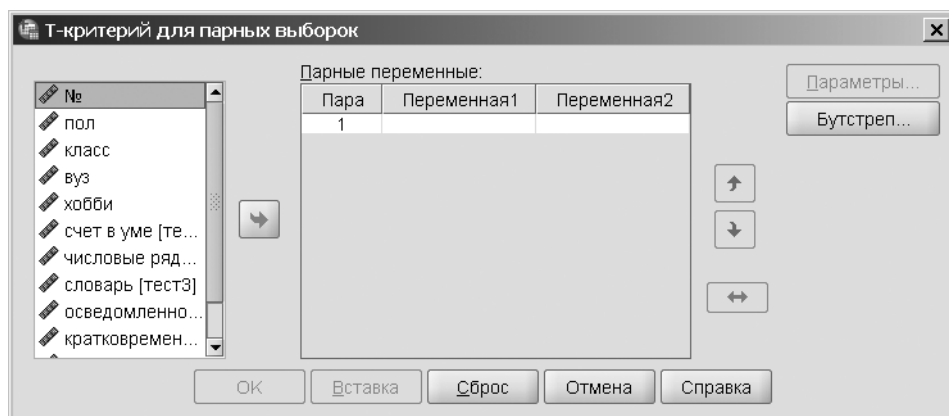 Т-критерий для парных выборок
№
пол
класс
вуз
хобби
счет в уме [те...
числовые ряд...
словарь [тест3]
осведомленно...
кратковремен...
Парные переменные:
Пара Переменная1 Переменная2
1
Параметры...
Бутстреп...
ОК Вставка Сброс Отмена Справка